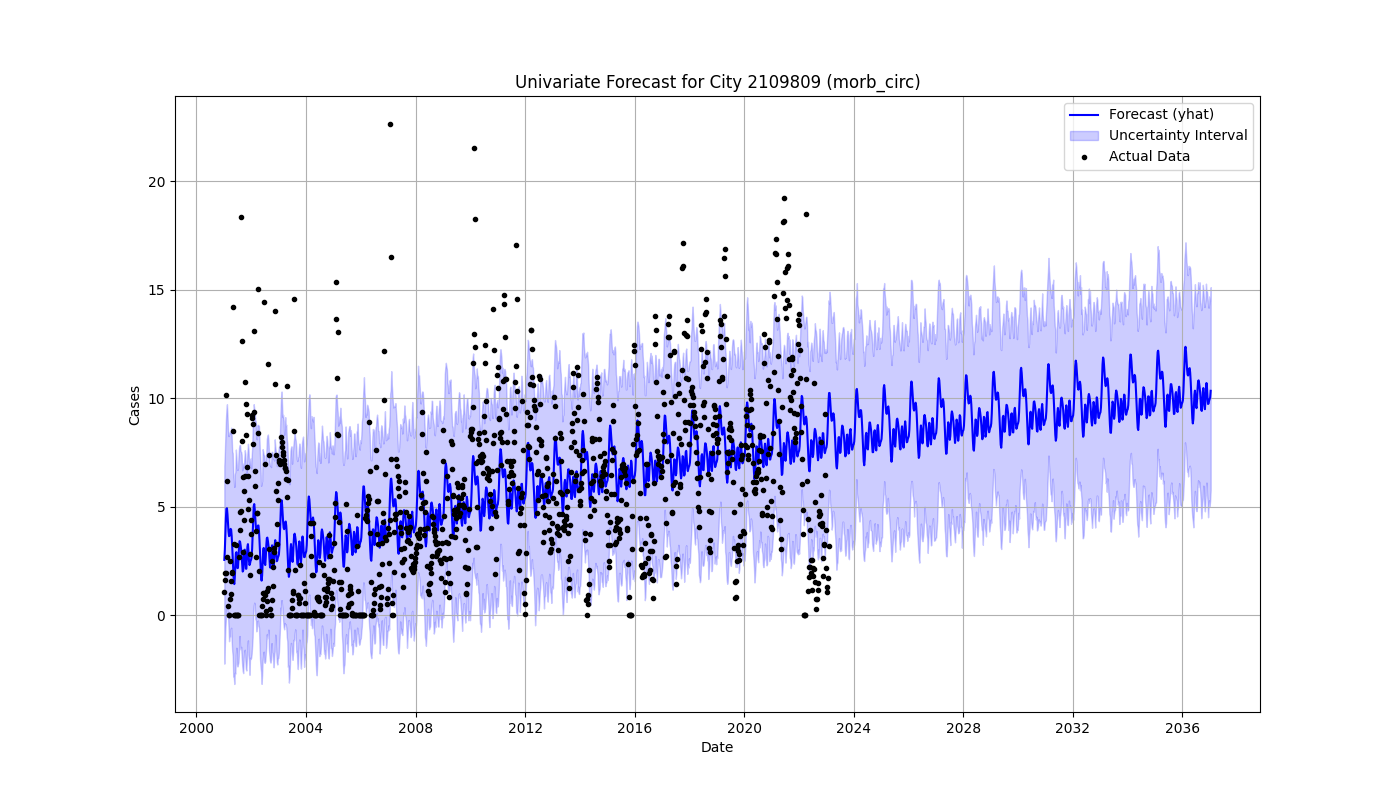 Univariate Forecast for City 2109809 (morb_circ)
Forecast (yhat)
Uncertainty Interval
Actual Data
Cases
20
15
10
5
0
2000 2004 2008 2012 2016 2020 2024 2028 2032 2036
Date